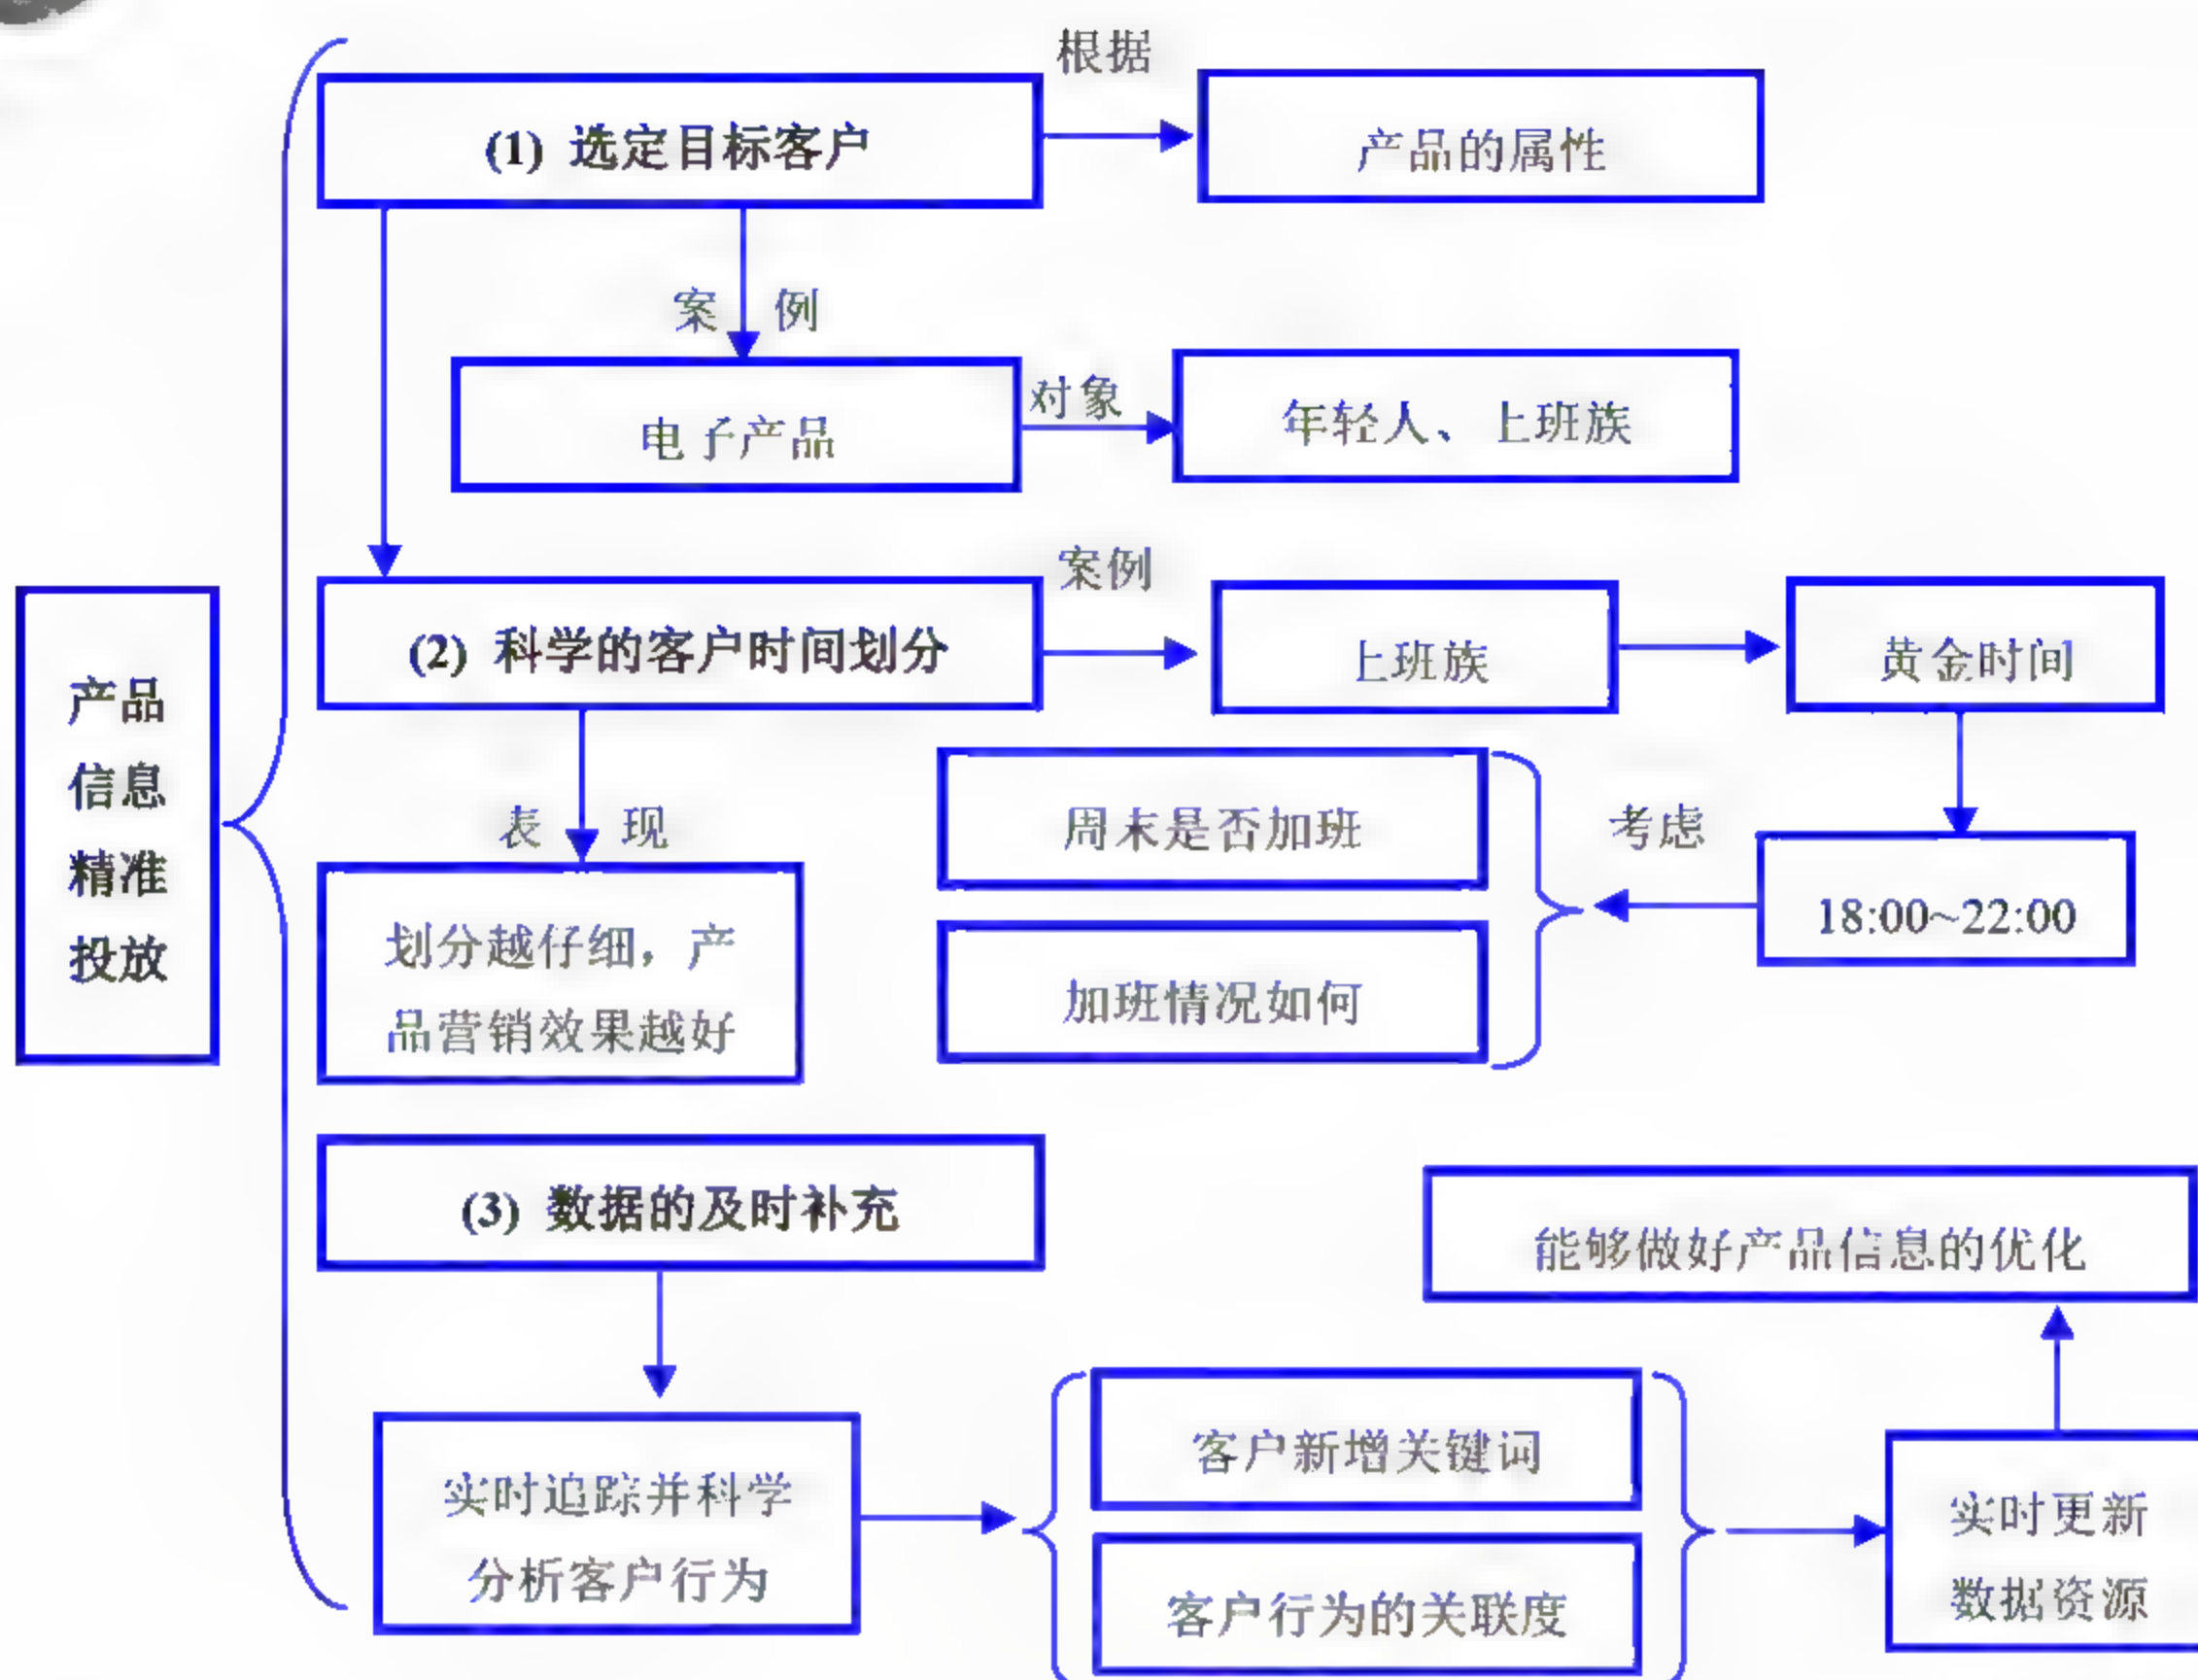 根据
(1) 选定目标客户
产品的属性
案 例
电子产品
对象
年轻人、上班族
案例
(2) 科学的客户时间划分
上班族
黄金时间
产品
信息
精准
投放
表 现
周末是否加班
考虑
划分越仔细，产
品营销效果越好
18:00~22:00
加班情况如何
(3) 数据的及时补充
能够做好产品信息的优化
实时追踪并科学
分析客户行为
客户新增关键词
客户行为的关联度
实时更新
数据资源